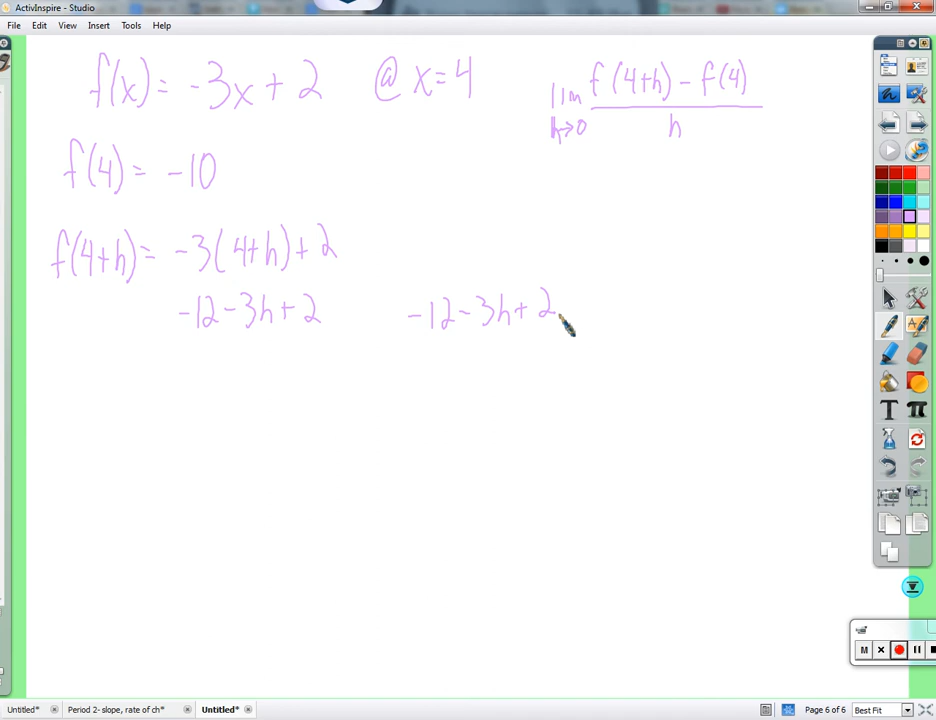 ActivInspire - Studio
File Edit View Insert Tools Help
f(x) = -3x + 2 @ x=4
lim h→0 f(4+h) - f(4) / h
f(4) = -10
f(4+h) = -3(4+h)+2
-12-3h+2 -12-3h+2
M
Untitled* Period 2- slope, rate of ch* Untitled* Page 6 of 6 Best Fit